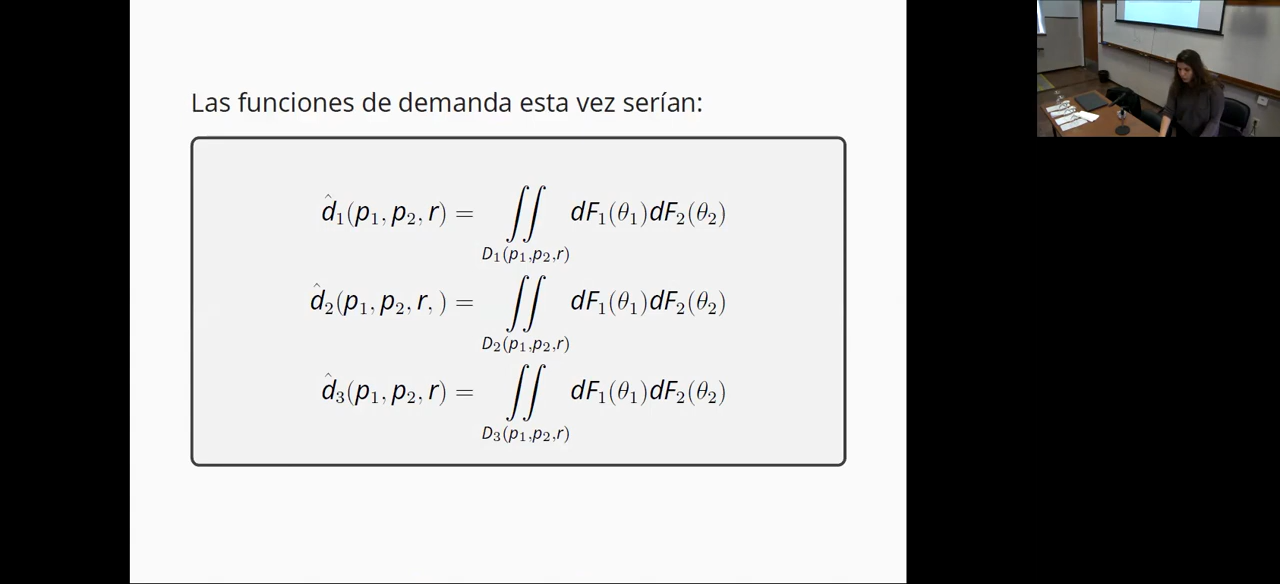 Las funciones de demanda esta vez serían:
d̂₁(p₁, p₂, r) = ∬_{D₁(p₁,p₂,r)} dF₁(θ₁)dF₂(θ₂)
d̂₂(p₁, p₂, r, ) = ∬_{D₂(p₁,p₂,r)} dF₁(θ₁)dF₂(θ₂)
d̂₃(p₁, p₂, r) = ∬_{D₃(p₁,p₂,r)} dF₁(θ₁)dF₂(θ₂)